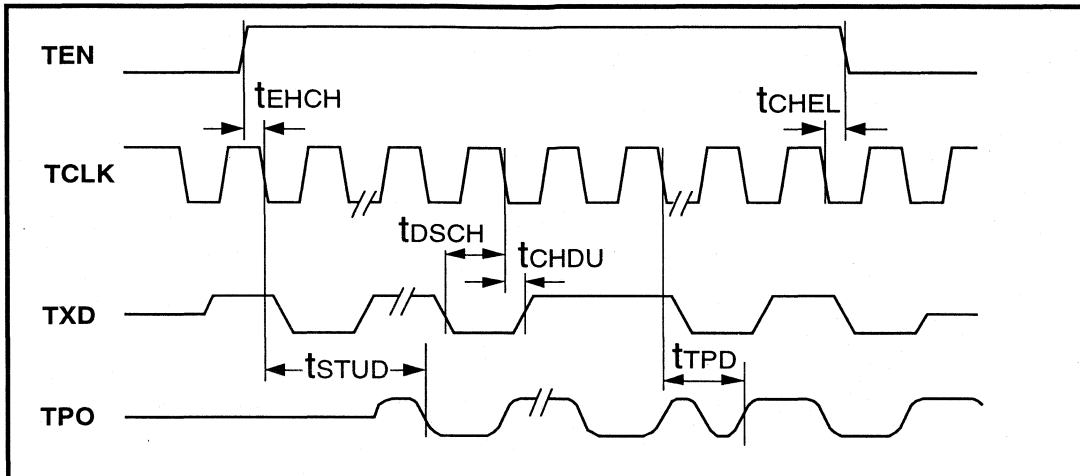 TEN
tEHCH
tCHEL
TCLK
tDSCH
tCHDU
TXD
tSTUD
tTPD
TPO